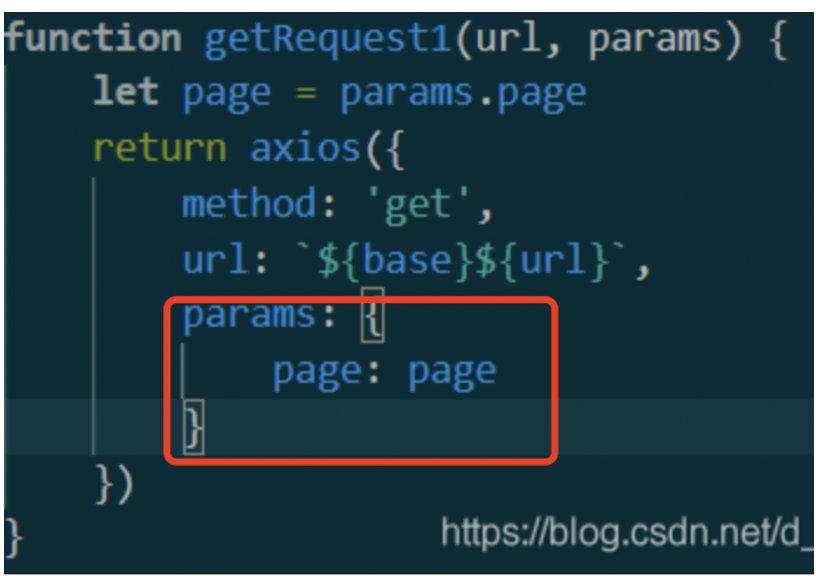 function getRequest1(url, params) {
    let page = params.page
    return axios({
        method: 'get',
        url: `${base}${url}`,
        params: {
            page: page
        }
    })
}
https://blog.csdn.net/d_